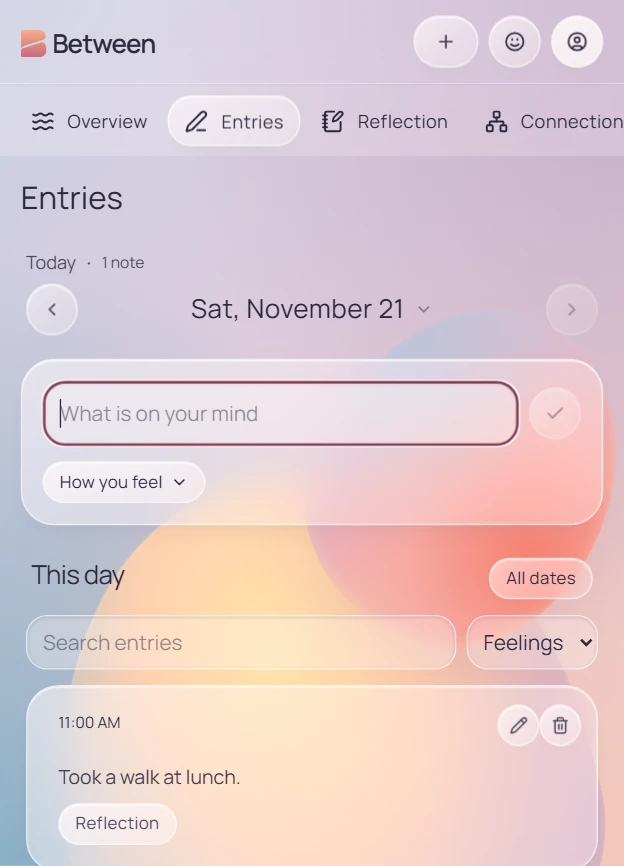 Between
Overview Entries Reflection Connection
Entries
Today · 1 note
Sat, November 21
What is on your mind
How you feel
This day
All dates
Search entries
Feelings
11:00 AM
Took a walk at lunch.
Reflection